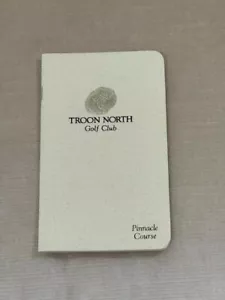 TROON NORTH
Golf Club
Pinnacle
Course